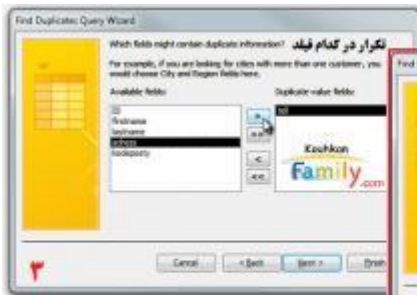 Find Duplicates Query Wizard
Which fields might contain duplicate information?
تکرار در کدام فیلد
For example, if you are looking for cities with more than one customer, you would choose City and Region fields here.
Available fields:
Duplicate-value fields:
ID
firstname
lastname
adress
kodeposty
>
>>
<
<<
Kouhkan
Family.com
Cancel
< Back
Next >
Finish
۳
Find